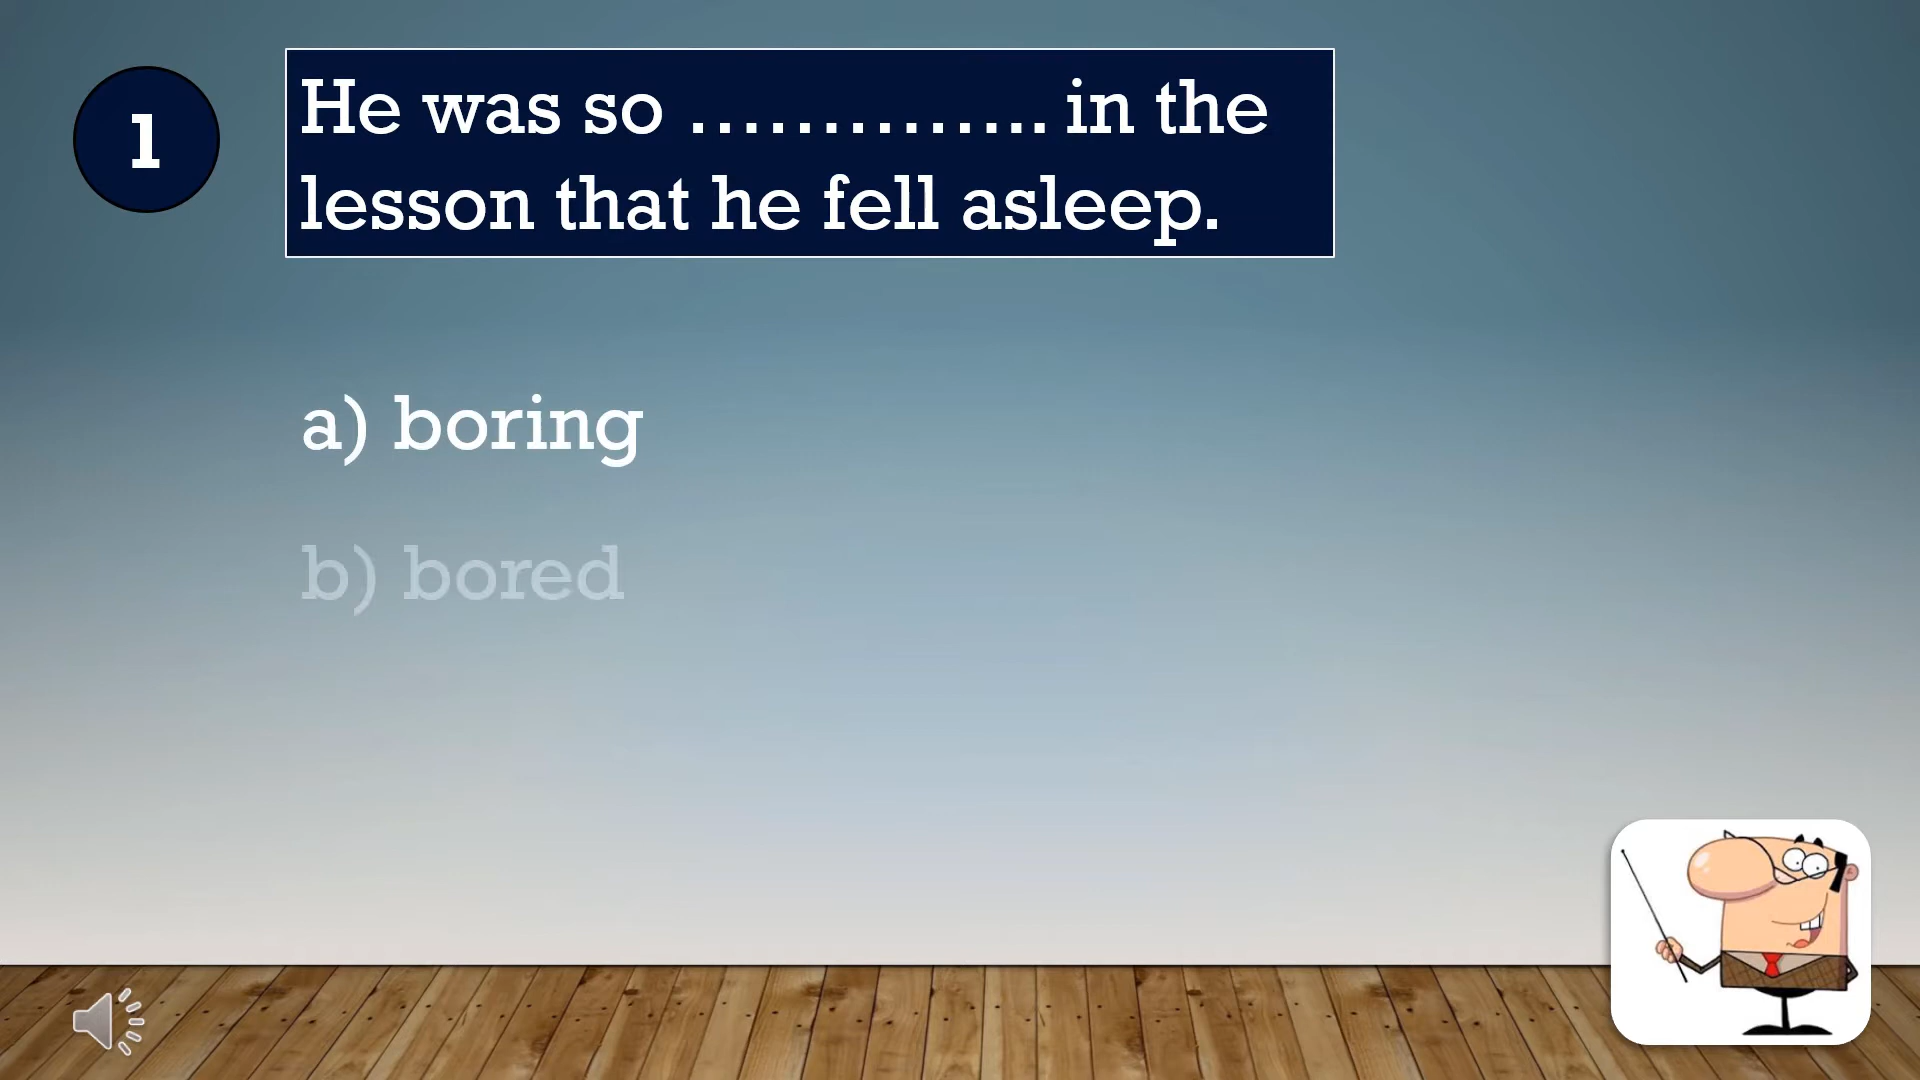 1
He was so ………….. in the
lesson that he fell asleep.
a) boring
b) bored